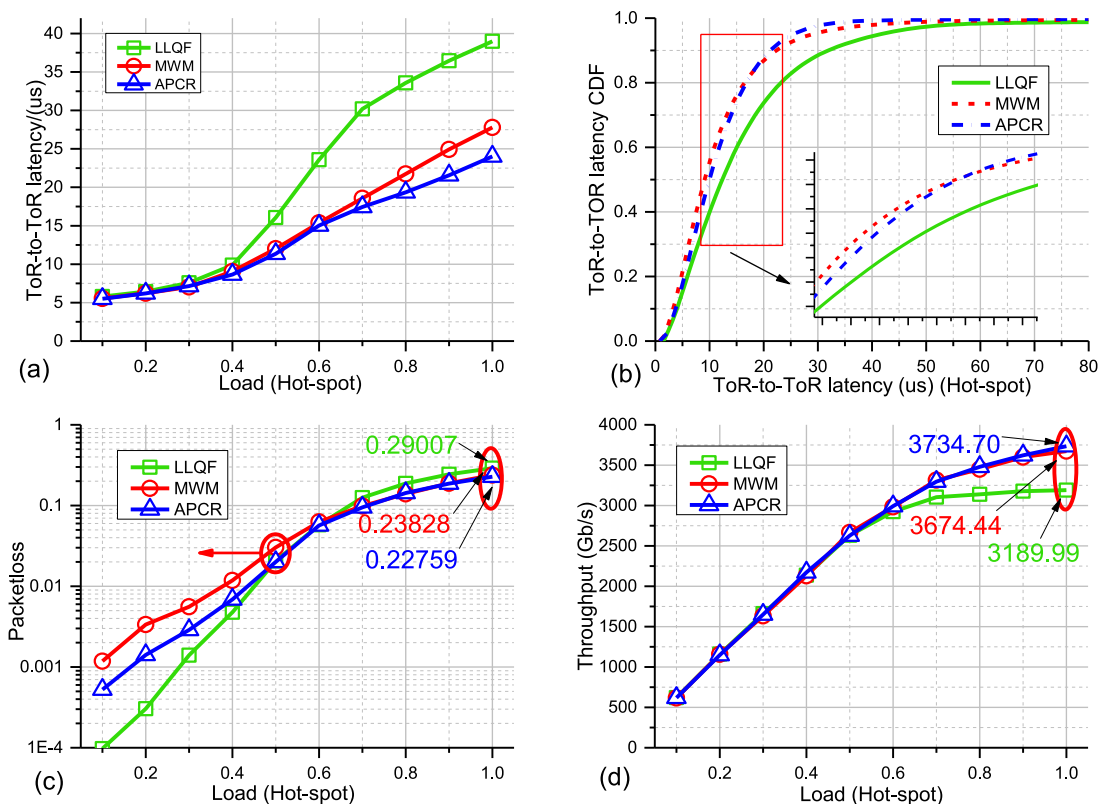 40
35
30
25
20
15
10
5
0
ToR-to-ToR latency/(us)
LLQF
MWM
APCR
0.2 0.4 0.6 0.8 1.0
(a)
Load (Hot-spot)
1.0
0.8
0.6
0.4
0.2
0.0
ToR-to-TOR latency CDF
LLQF
MWM
APCR
0 10 20 30 40 50 60 70 80
(b)
ToR-to-ToR latency (us) (Hot-spot)
1
0.1
0.01
0.001
1E-4
Packetloss
LLQF
MWM
APCR
0.29007
0.23828
0.22759
0.2 0.4 0.6 0.8 1.0
(c)
Load (Hot-spot)
4000
3500
3000
2500
2000
1500
1000
500
0
Throughput (Gb/s)
LLQF
MWM
APCR
3734.70
3674.44
3189.99
0.2 0.4 0.6 0.8 1.0
(d)
Load (Hot-spot)